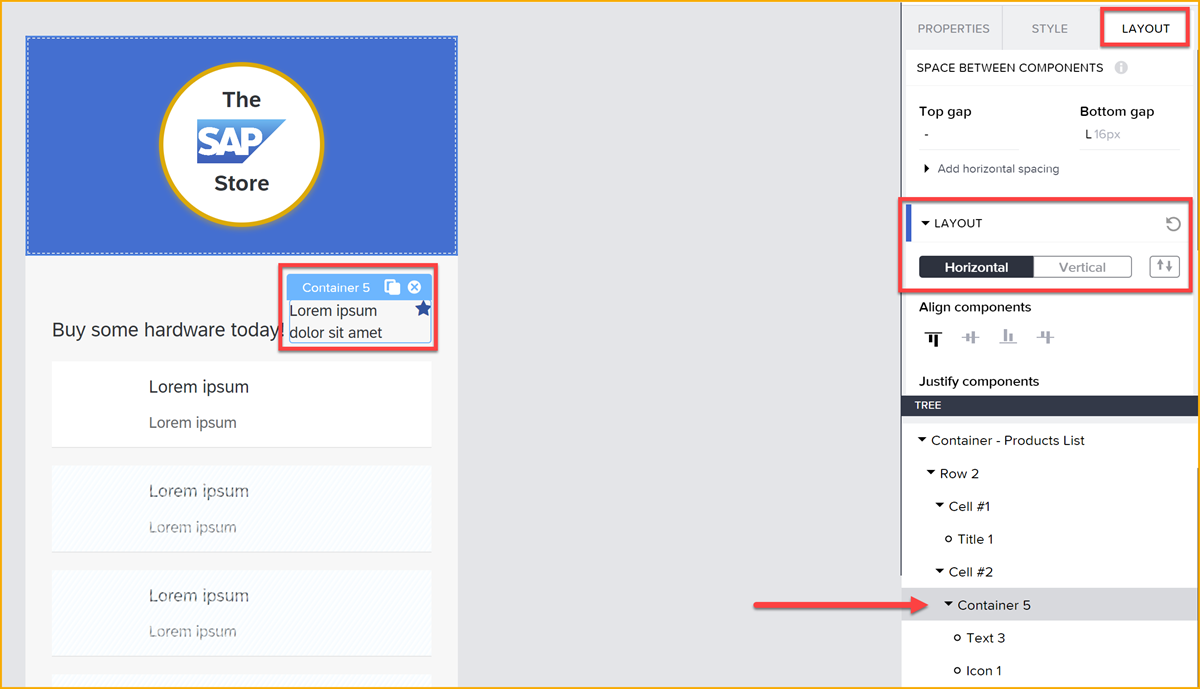 The
SAP
Store
Container 5
Lorem ipsum
dolor sit amet
Buy some hardware today!
Lorem ipsum
Lorem ipsum
Lorem ipsum
Lorem ipsum
Lorem ipsum
Lorem ipsum
PROPERTIES STYLE LAYOUT
SPACE BETWEEN COMPONENTS
Top gap Bottom gap
- L 16px
Add horizontal spacing
LAYOUT
Horizontal Vertical
Align components
Justify components
TREE
Container - Products List
Row 2
Cell #1
Title 1
Cell #2
Container 5
Text 3
Icon 1